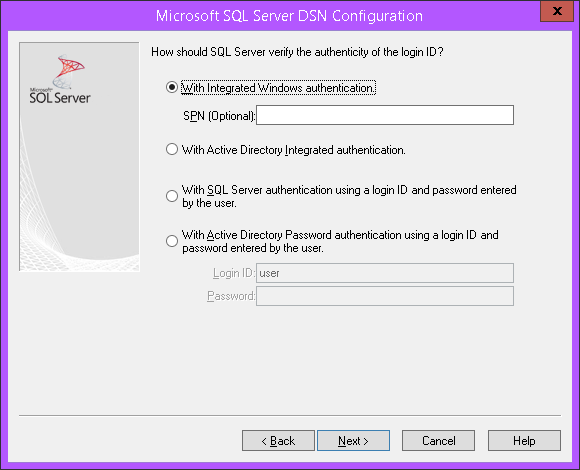 Microsoft SQL Server DSN Configuration
x
How should SQL Server verify the authenticity of the login ID?
Microsoft
SQL Server
With Integrated Windows authentication.
SPN (Optional):
With Active Directory Integrated authentication.
With SQL Server authentication using a login ID and password entered
by the user.
With Active Directory Password authentication using a login ID and
password entered by the user.
Login ID: user
Password:
< Back Next > Cancel Help